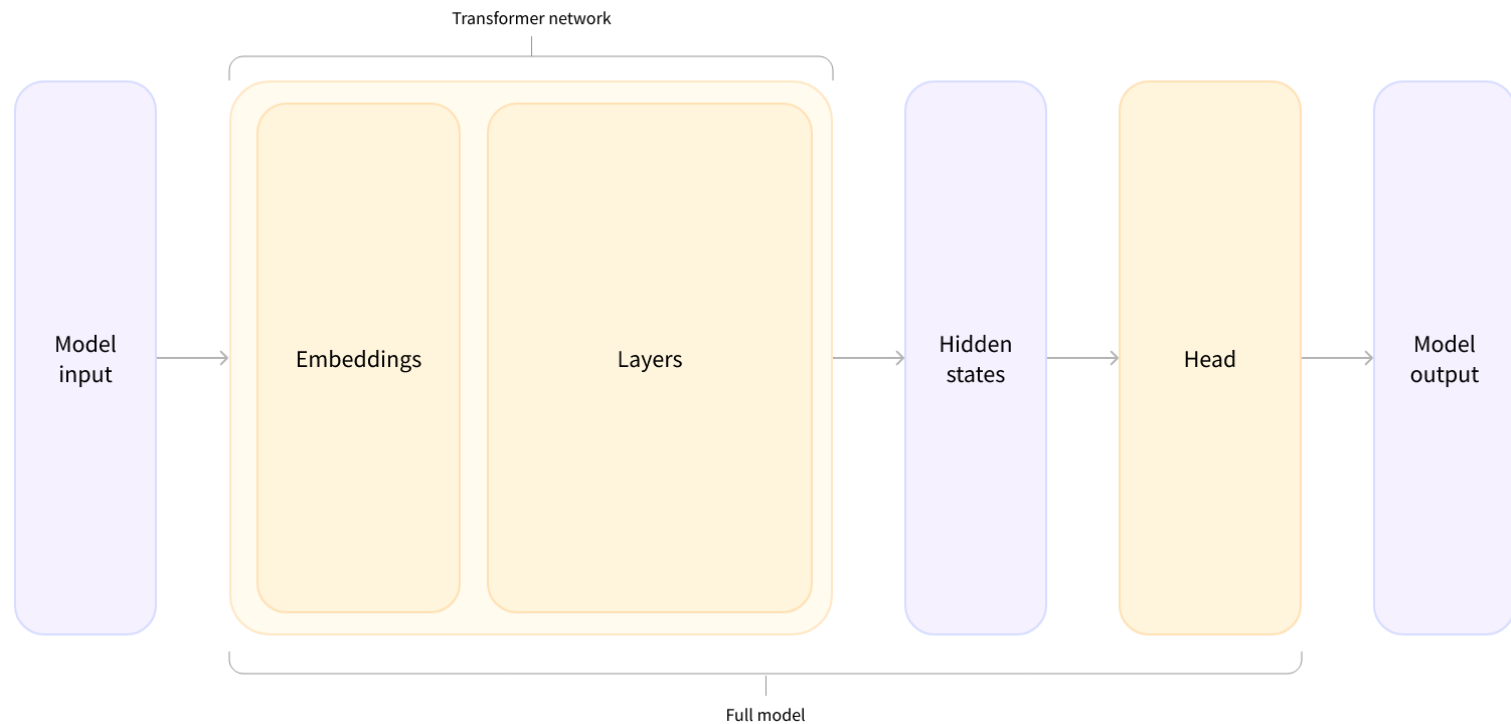 Transformer network
Model
input
Embeddings
Layers
Hidden
states
Head
Model
output
Full model